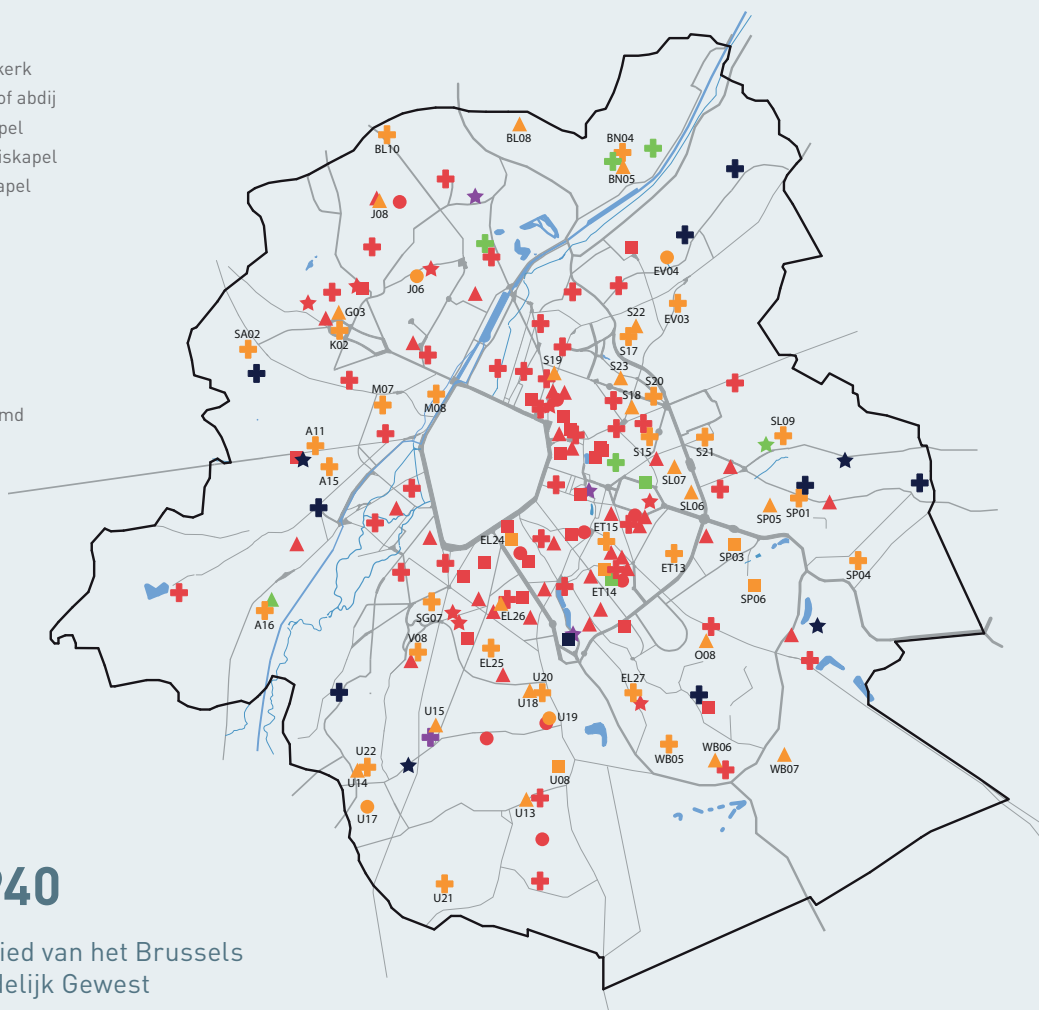 kerk
of abdij
pel
iskapel
apel
md
940
ied van het Brussels
delijk Gewest
BL10
BL08
BN04
BN05
J08
J06
EV04
EV03
G03
K02
SA02
S22
S17
S19
S23
S20
S18
M07
M08
A11
A15
S15
S21
SL09
SL07
SL06
SP05
SP01
EL24
ET15
ET13
SP03
SP04
ET14
SP06
A16
SG07
EL26
V08
EL25
O08
U20
U18
EL27
U15
U19
WB05
WB06
WB07
U22
U14
U08
U17
U13
U21